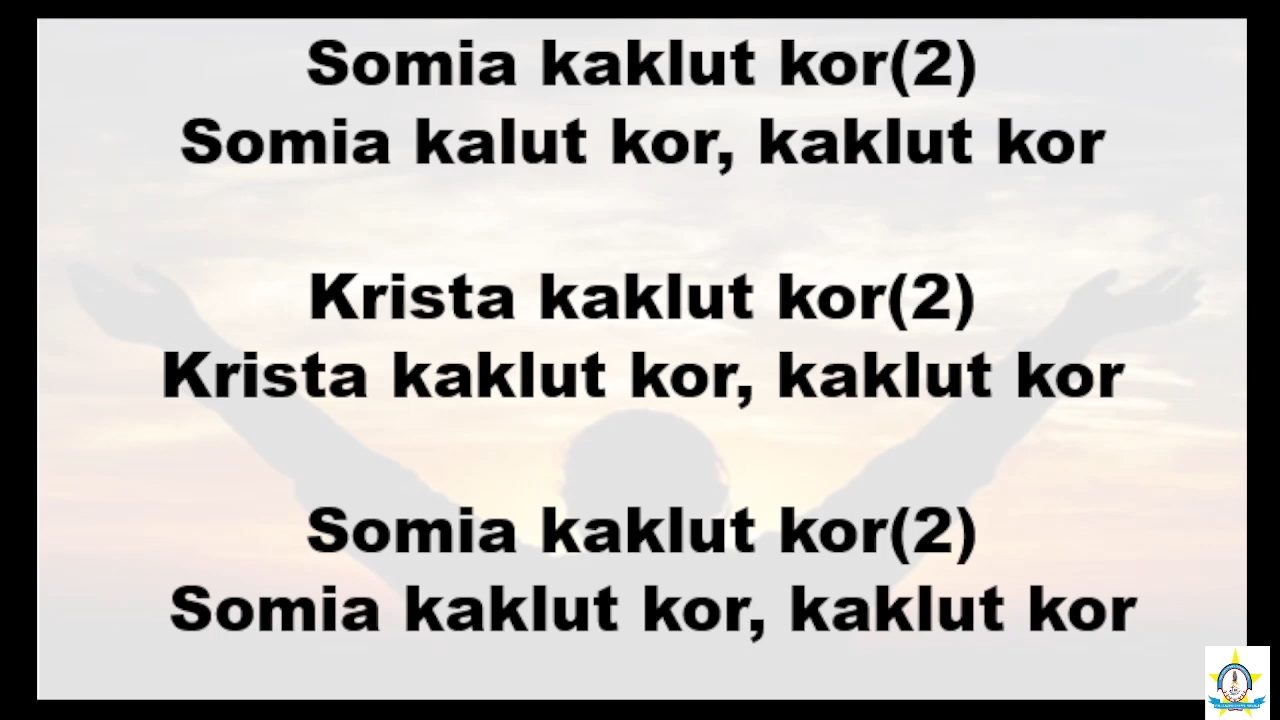 Somia kaklut kor(2)
Somia kalut kor, kaklut kor
Krista kaklut kor(2)
Krista kaklut kor, kaklut kor
Somia kaklut kor(2)
Somia kaklut kor, kaklut kor